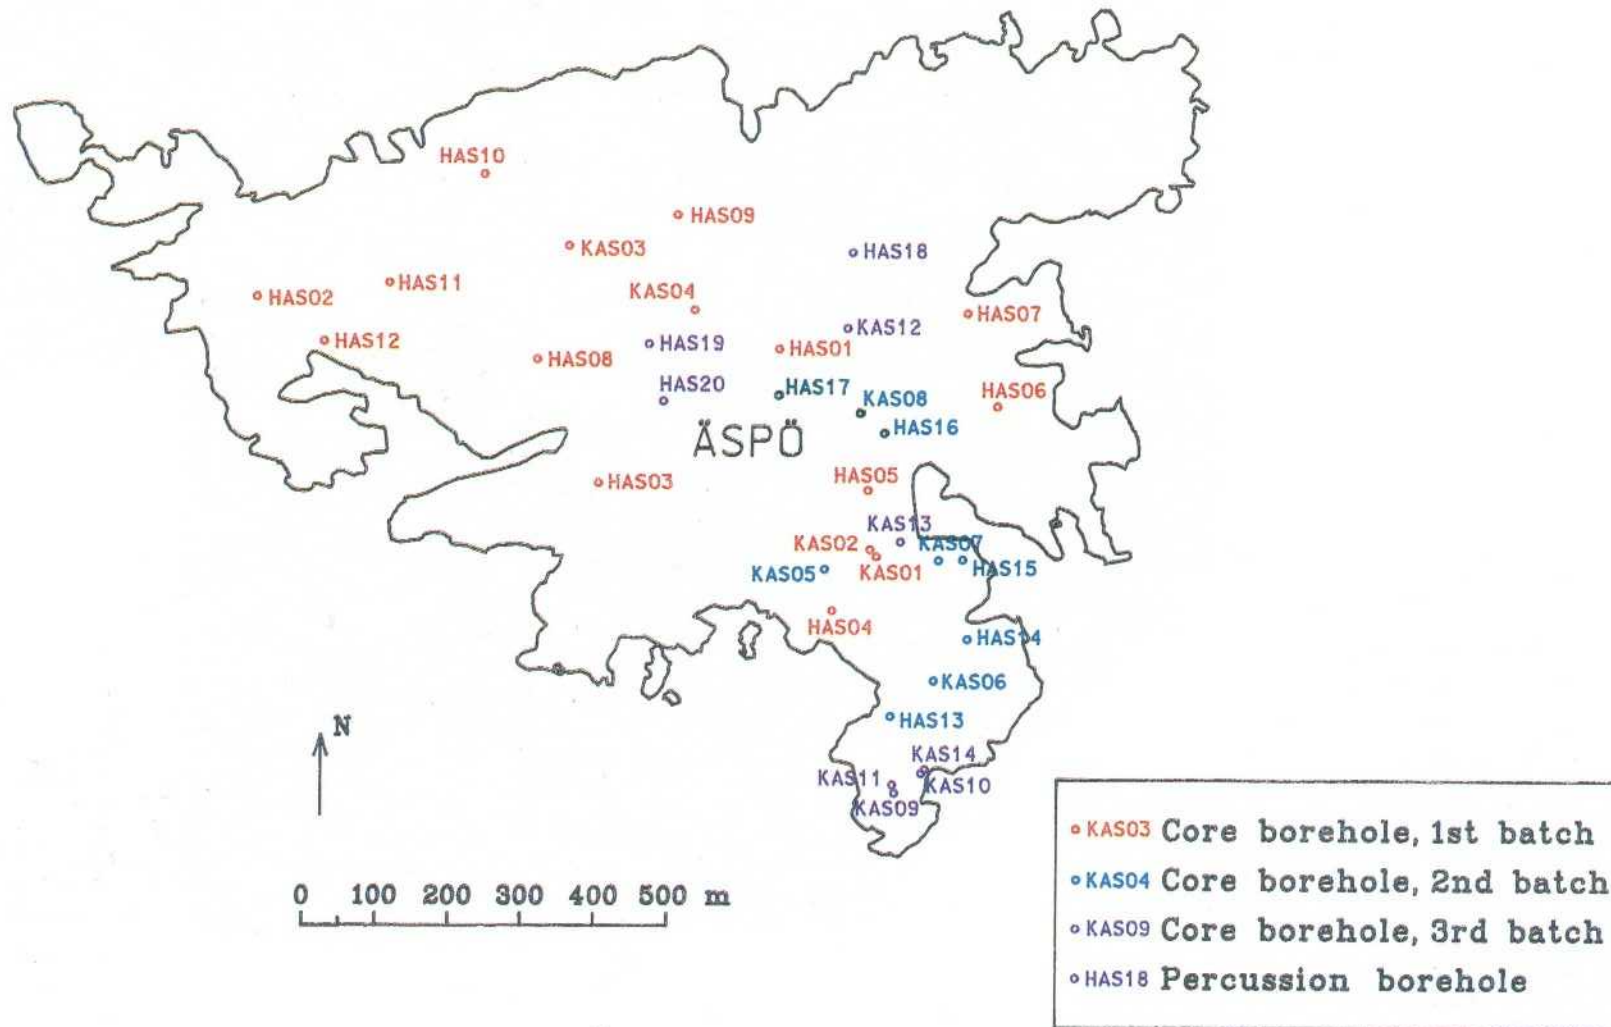 HAS10
HAS09
KAS03
HAS18
HAS11
HAS02
KAS04
HAS07
KAS12
HAS12
HAS19
HAS01
HAS08
HAS20
HAS17
KAS08
HAS06
HAS16
ÄSPÖ
HAS05
HAS03
KAS13
KAS02
KAS07
KAS05
KAS01
HAS15
HAS04
HAS14
KAS06
HAS13
N
KAS14
KAS11
KAS10
KAS09
0 100 200 300 400 500 m
KAS03 Core borehole, 1st batch
KAS04 Core borehole, 2nd batch
KAS09 Core borehole, 3rd batch
HAS18 Percussion borehole